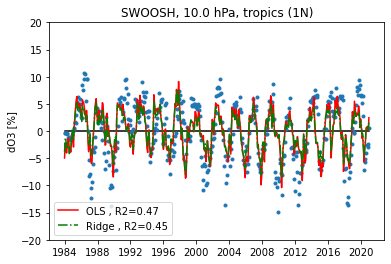 SWOOSH, 10.0 hPa, tropics (1N)
dO3 [%]
20
15
10
5
0
−5
−10
−15
−20
OLS , R2=0.47
Ridge , R2=0.45
1984 1988 1992 1996 2000 2004 2008 2012 2016 2021